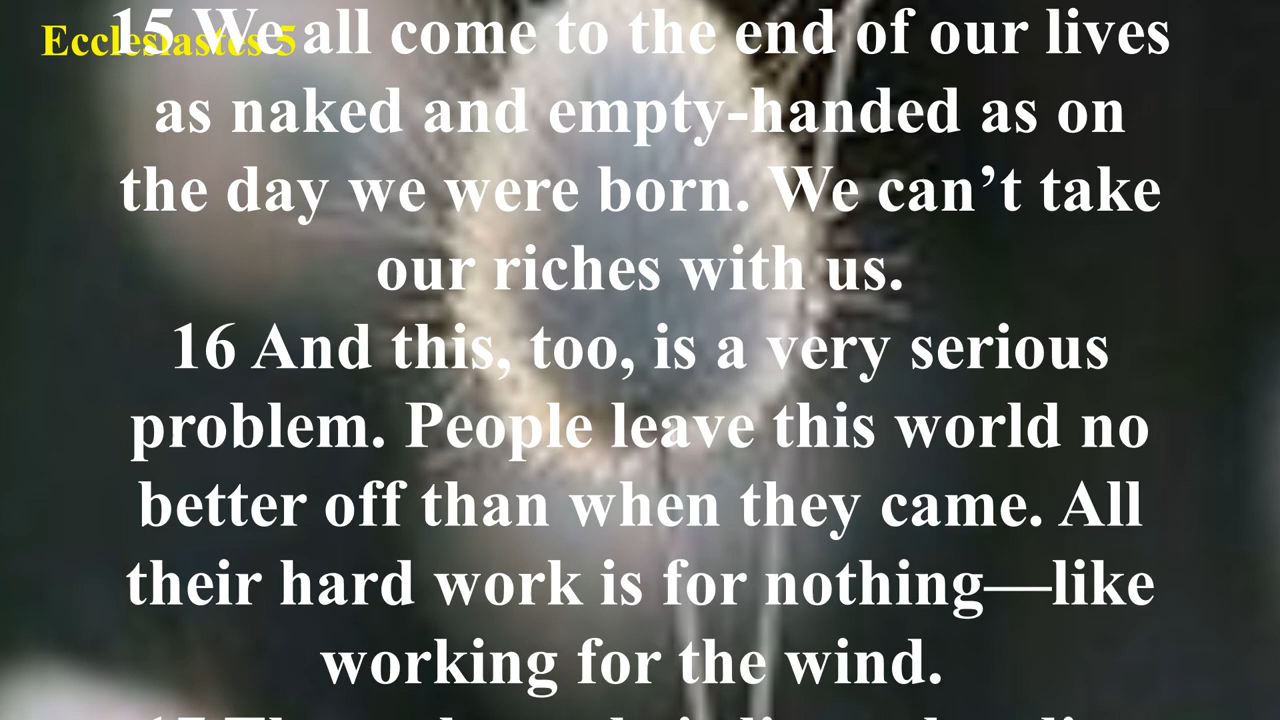 Ecclesiastes 5
15 We all come to the end of our lives
as naked and empty-handed as on
the day we were born. We can’t take
our riches with us.
16 And this, too, is a very serious
problem. People leave this world no
better off than when they came. All
their hard work is for nothing—like
working for the wind.